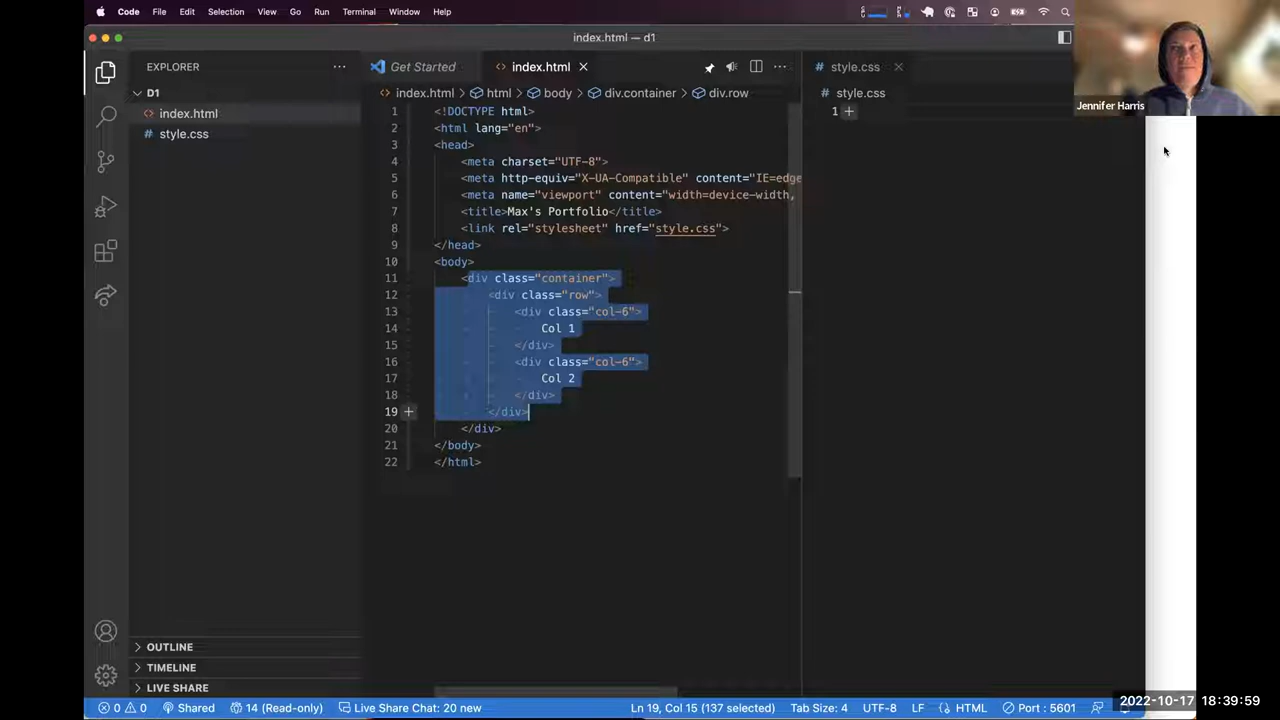 Code File Edit Selection View Go Run Terminal Window Help
index.html — d1
Jennifer Harris
EXPLORER
D1
index.html
style.css
OUTLINE
TIMELINE
LIVE SHARE
Get Started index.html
index.html html body div.container div.row
1 <!DOCTYPE html>
2 <html lang="en">
3 <head>
4 <meta charset="UTF-8">
5 <meta http-equiv="X-UA-Compatible" content="IE=edge
6 <meta name="viewport" content="width=device-width,
7 <title>Max's Portfolio</title>
8 <link rel="stylesheet" href="style.css">
9 </head>
10 <body>
11 <div class="container">
12 <div class="row">
13 <div class="col-6">
14 Col 1
15 </div>
16 <div class="col-6">
17 Col 2
18 </div>
19 </div>
20 </div>
21 </body>
22 </html>
style.css
style.css
1
0 0 Shared 14 (Read-only) Live Share Chat: 2+ new Ln 19, Col 15 (137 selected) Tab Size: 4 UTF-8 LF HTML Port : 5601
2022-10-17 18:39:59